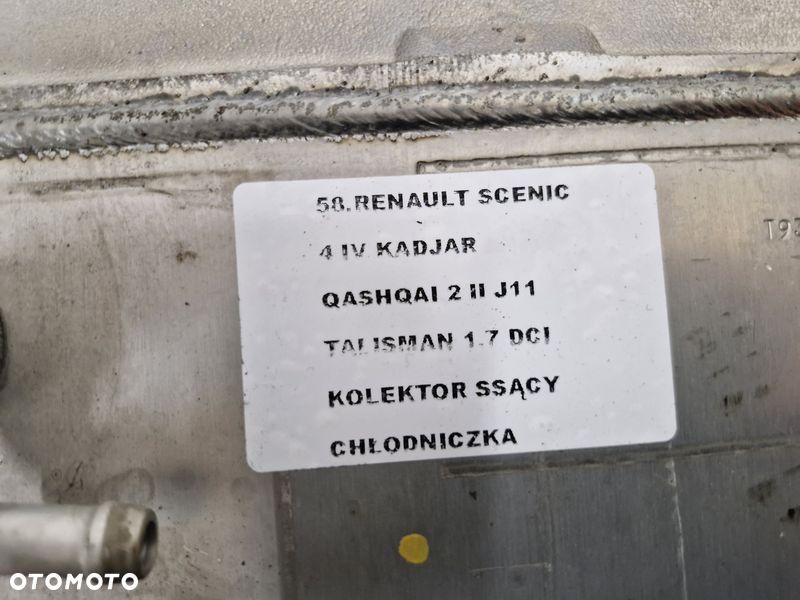 58.RENAULT SCENIC
4 IV KADJAR
QASHQAI 2 II J11
TALISMAN 1.7 DCI
KOLEKTOR SSĄCY
CHŁODNICZKA
OTOMOTO